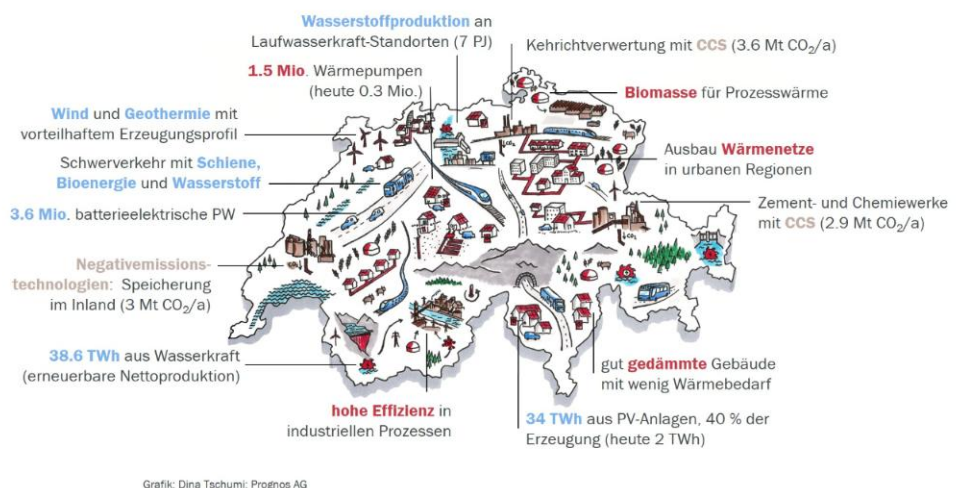 Wasserstoffproduktion an
Laufwasserkraft-Standorten (7 PJ)
Kehrichtverwertung mit CCS (3.6 Mt CO₂/a)
1.5 Mio. Wärmepumpen
(heute 0.3 Mio.)
Biomasse für Prozesswärme
Wind und Geothermie mit
vorteilhaftem Erzeugungsprofil
Ausbau Wärmenetze
in urbanen Regionen
Schwerverkehr mit Schiene,
Bioenergie und Wasserstoff
3.6 Mio. batterieelektrische PW
Zement- und Chemiewerke
mit CCS (2.9 Mt CO₂/a)
Negativemissions-
technologien: Speicherung
im Inland (3 Mt CO₂/a)
38.6 TWh aus Wasserkraft
(erneuerbare Nettoproduktion)
gut gedämmte Gebäude
mit wenig Wärmebedarf
hohe Effizienz in
industriellen Prozessen
34 TWh aus PV-Anlagen, 40 % der
Erzeugung (heute 2 TWh)
CO₂
CO₂
Grafik: Dina Tschumi; Prognos AG